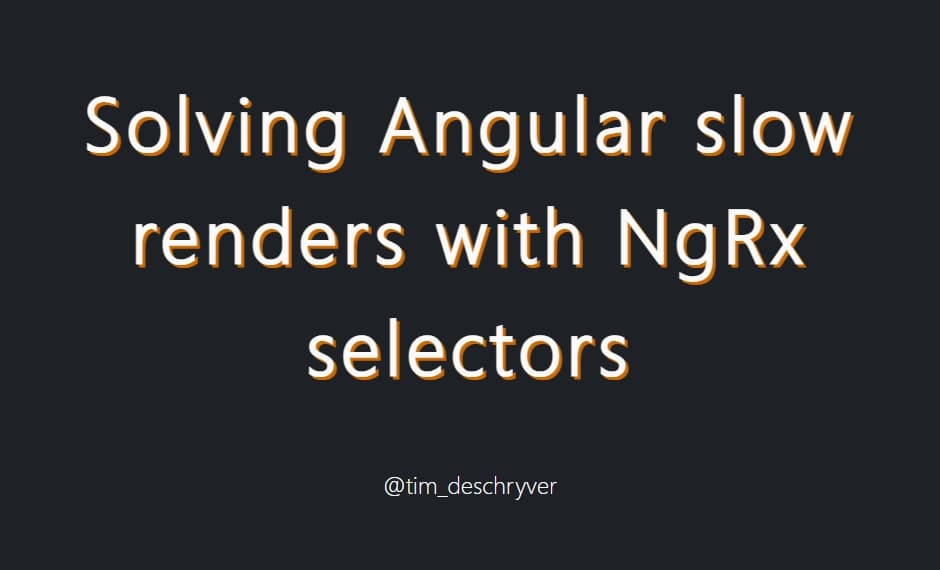 Solving Angular slow
renders with NgRx
selectors
@tim_deschryver